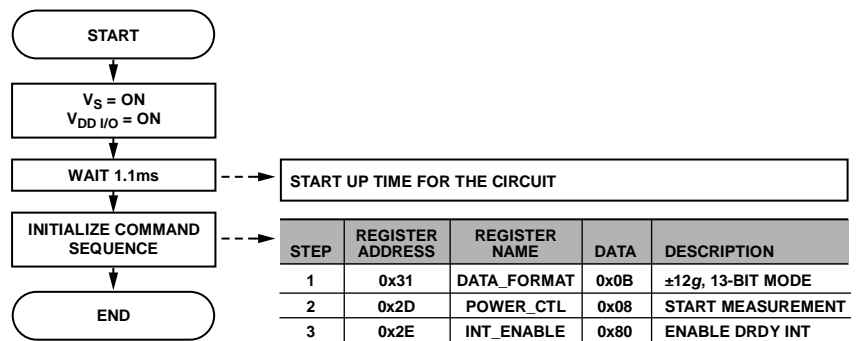 START
VS = ON
VDD I/O = ON
WAIT 1.1ms
START UP TIME FOR THE CIRCUIT
INITIALIZE COMMAND
SEQUENCE
STEP REGISTER ADDRESS REGISTER NAME DATA DESCRIPTION
1 0x31 DATA_FORMAT 0x0B ±12g, 13-BIT MODE
2 0x2D POWER_CTL 0x08 START MEASUREMENT
3 0x2E INT_ENABLE 0x80 ENABLE DRDY INT
END